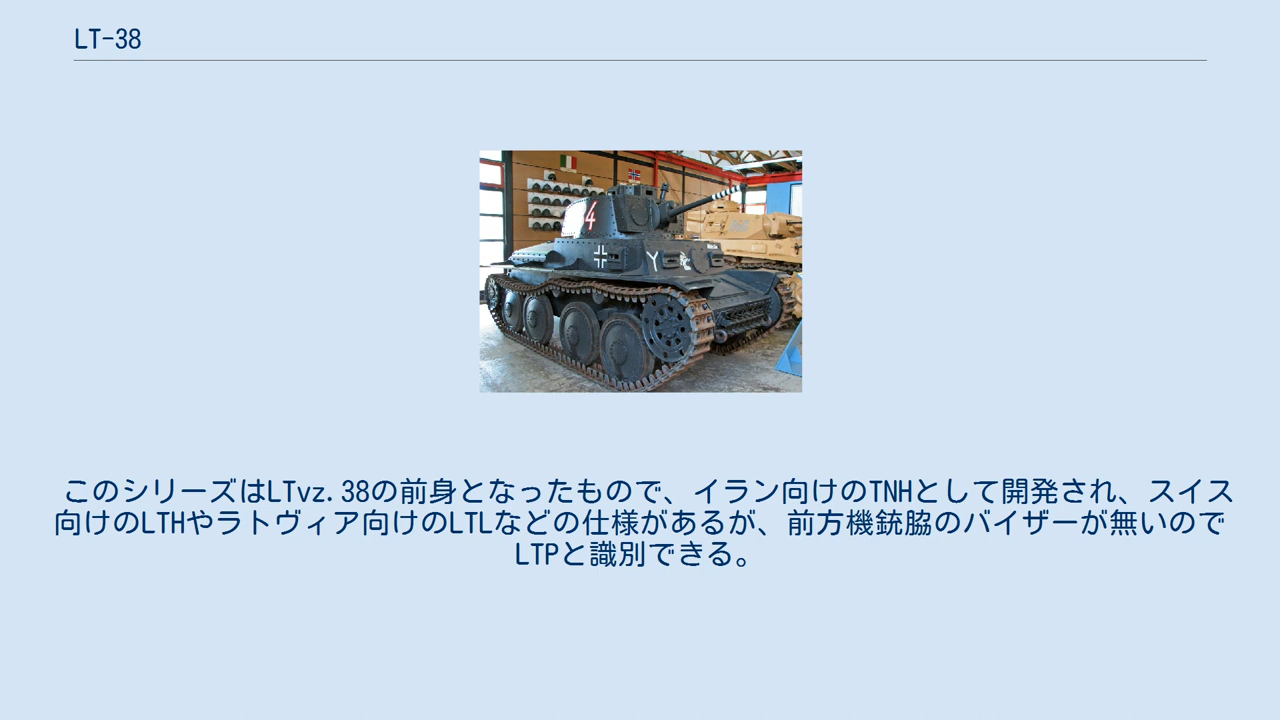 LT-38
4
Y
このシリーズはLTvz.38の前身となったもので、イラン向けのTNHとして開発され、スイス
向けのLTHやラトヴィア向けのLTLなどの仕様があるが、前方機銃脇のバイザーが無いので
LTPと識別できる。